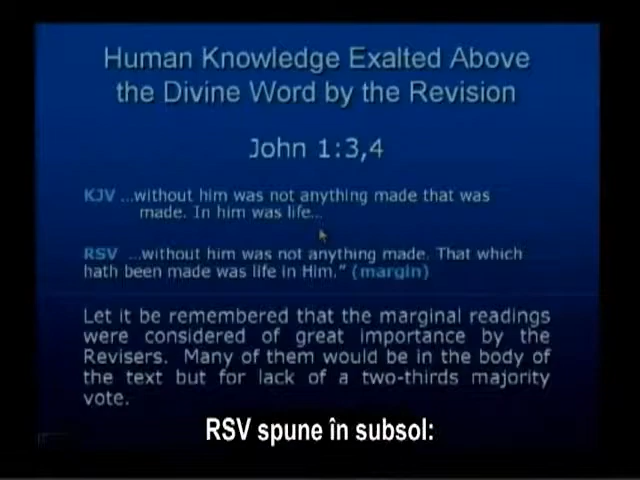 Human Knowledge Exalted Above
the Divine Word by the Revision
John 1:3,4
KJV ...without him was not anything made that was
made. In him was life...
RSV ...without him was not anything made. That which
hath been made was life in Him.” (margin)
Let it be remembered that the marginal readings
were considered of great importance by the
Revisers. Many of them would be in the body of
the text but for lack of a two-thirds majority
vote.
RSV spune în subsol: